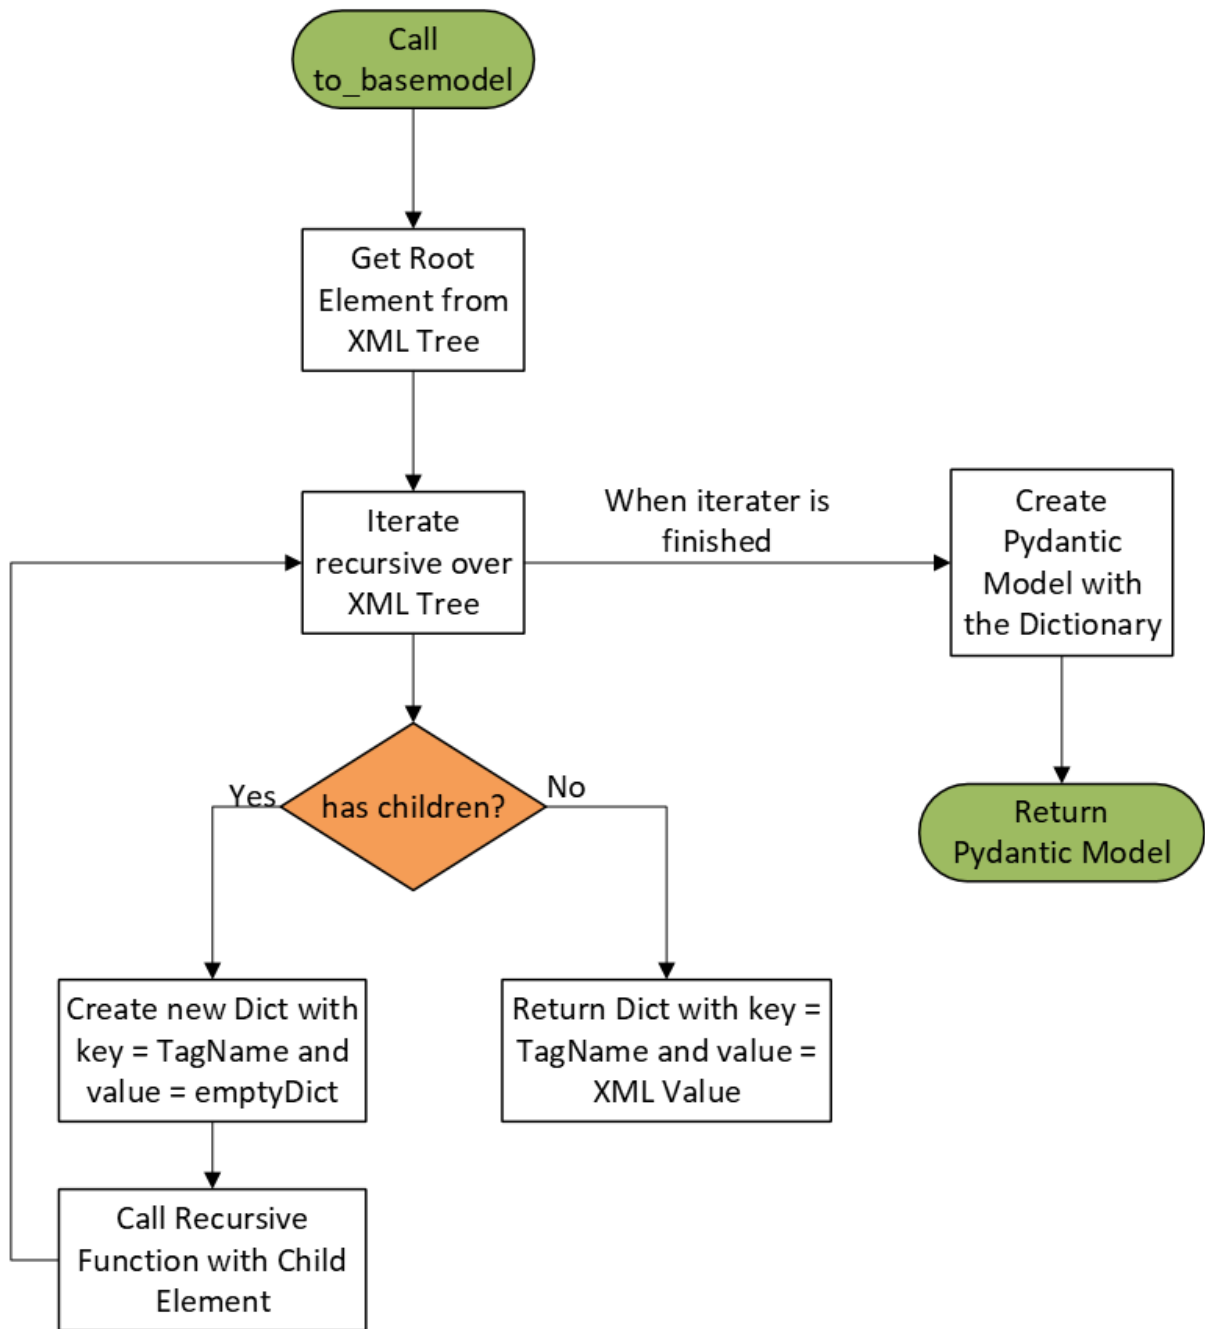 Call
to_basemodel
Get Root
Element from
XML Tree
Iterate
recursive over
XML Tree
When iterater is
finished
Create
Pydantic
Model with
the Dictionary
Return
Pydantic Model
has children?
Yes
No
Create new Dict with
key = TagName and
value = emptyDict
Return Dict with key =
TagName and value =
XML Value
Call Recursive
Function with Child
Element